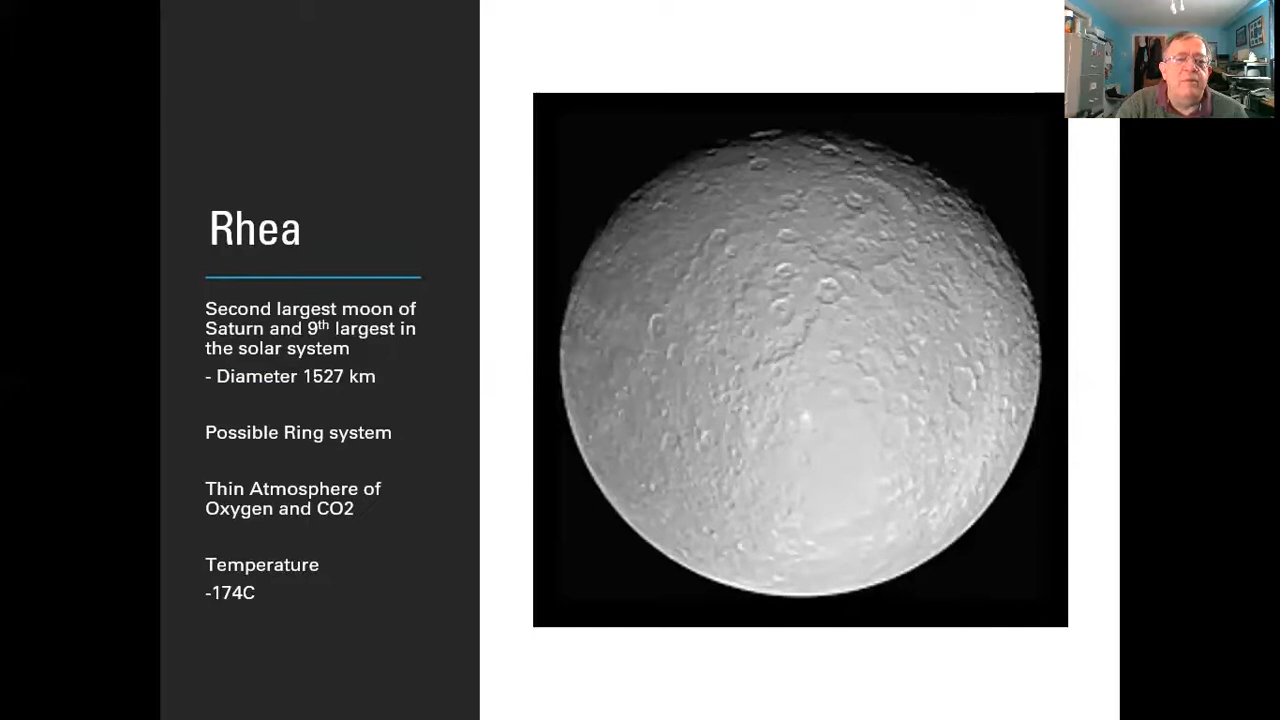 Rhea
Second largest moon of
Saturn and 9th largest in
the solar system
- Diameter 1527 km
Possible Ring system
Thin Atmosphere of
Oxygen and CO2
Temperature
-174C